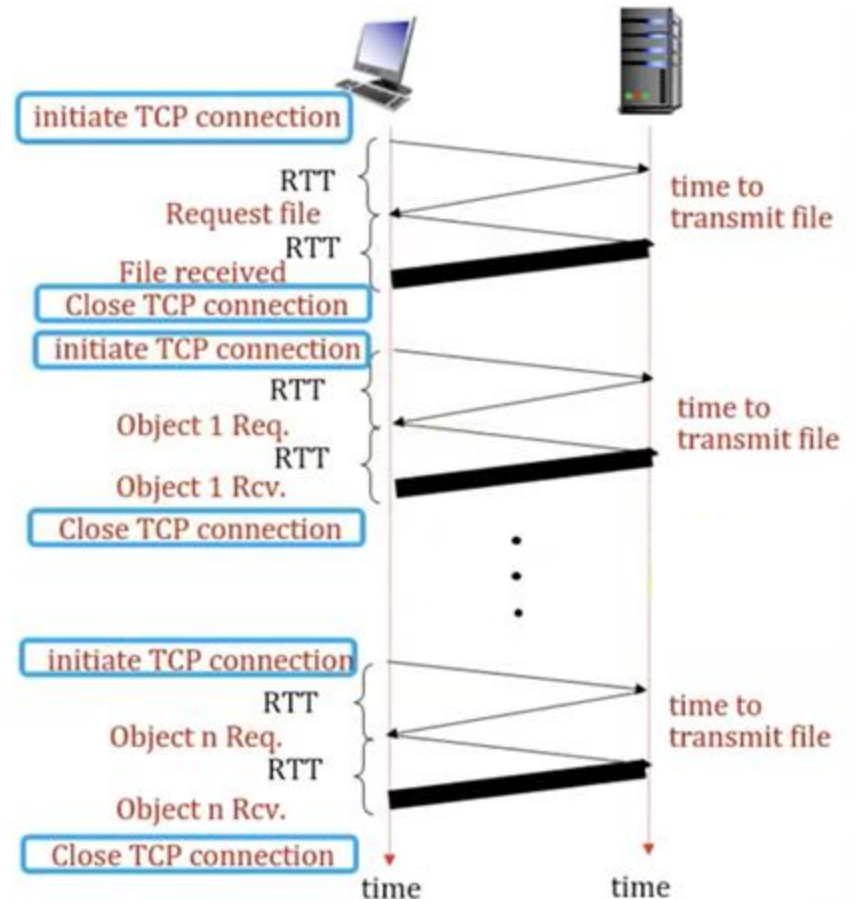 initiate TCP connection
RTT
time to
transmit file
Request file
RTT
File received
Close TCP connection
initiate TCP connection
RTT
time to
transmit file
Object 1 Req.
RTT
Object 1 Rcv.
Close TCP connection
initiate TCP connection
RTT
time to
transmit file
Object n Req.
RTT
Object n Rcv.
Close TCP connection
time
time